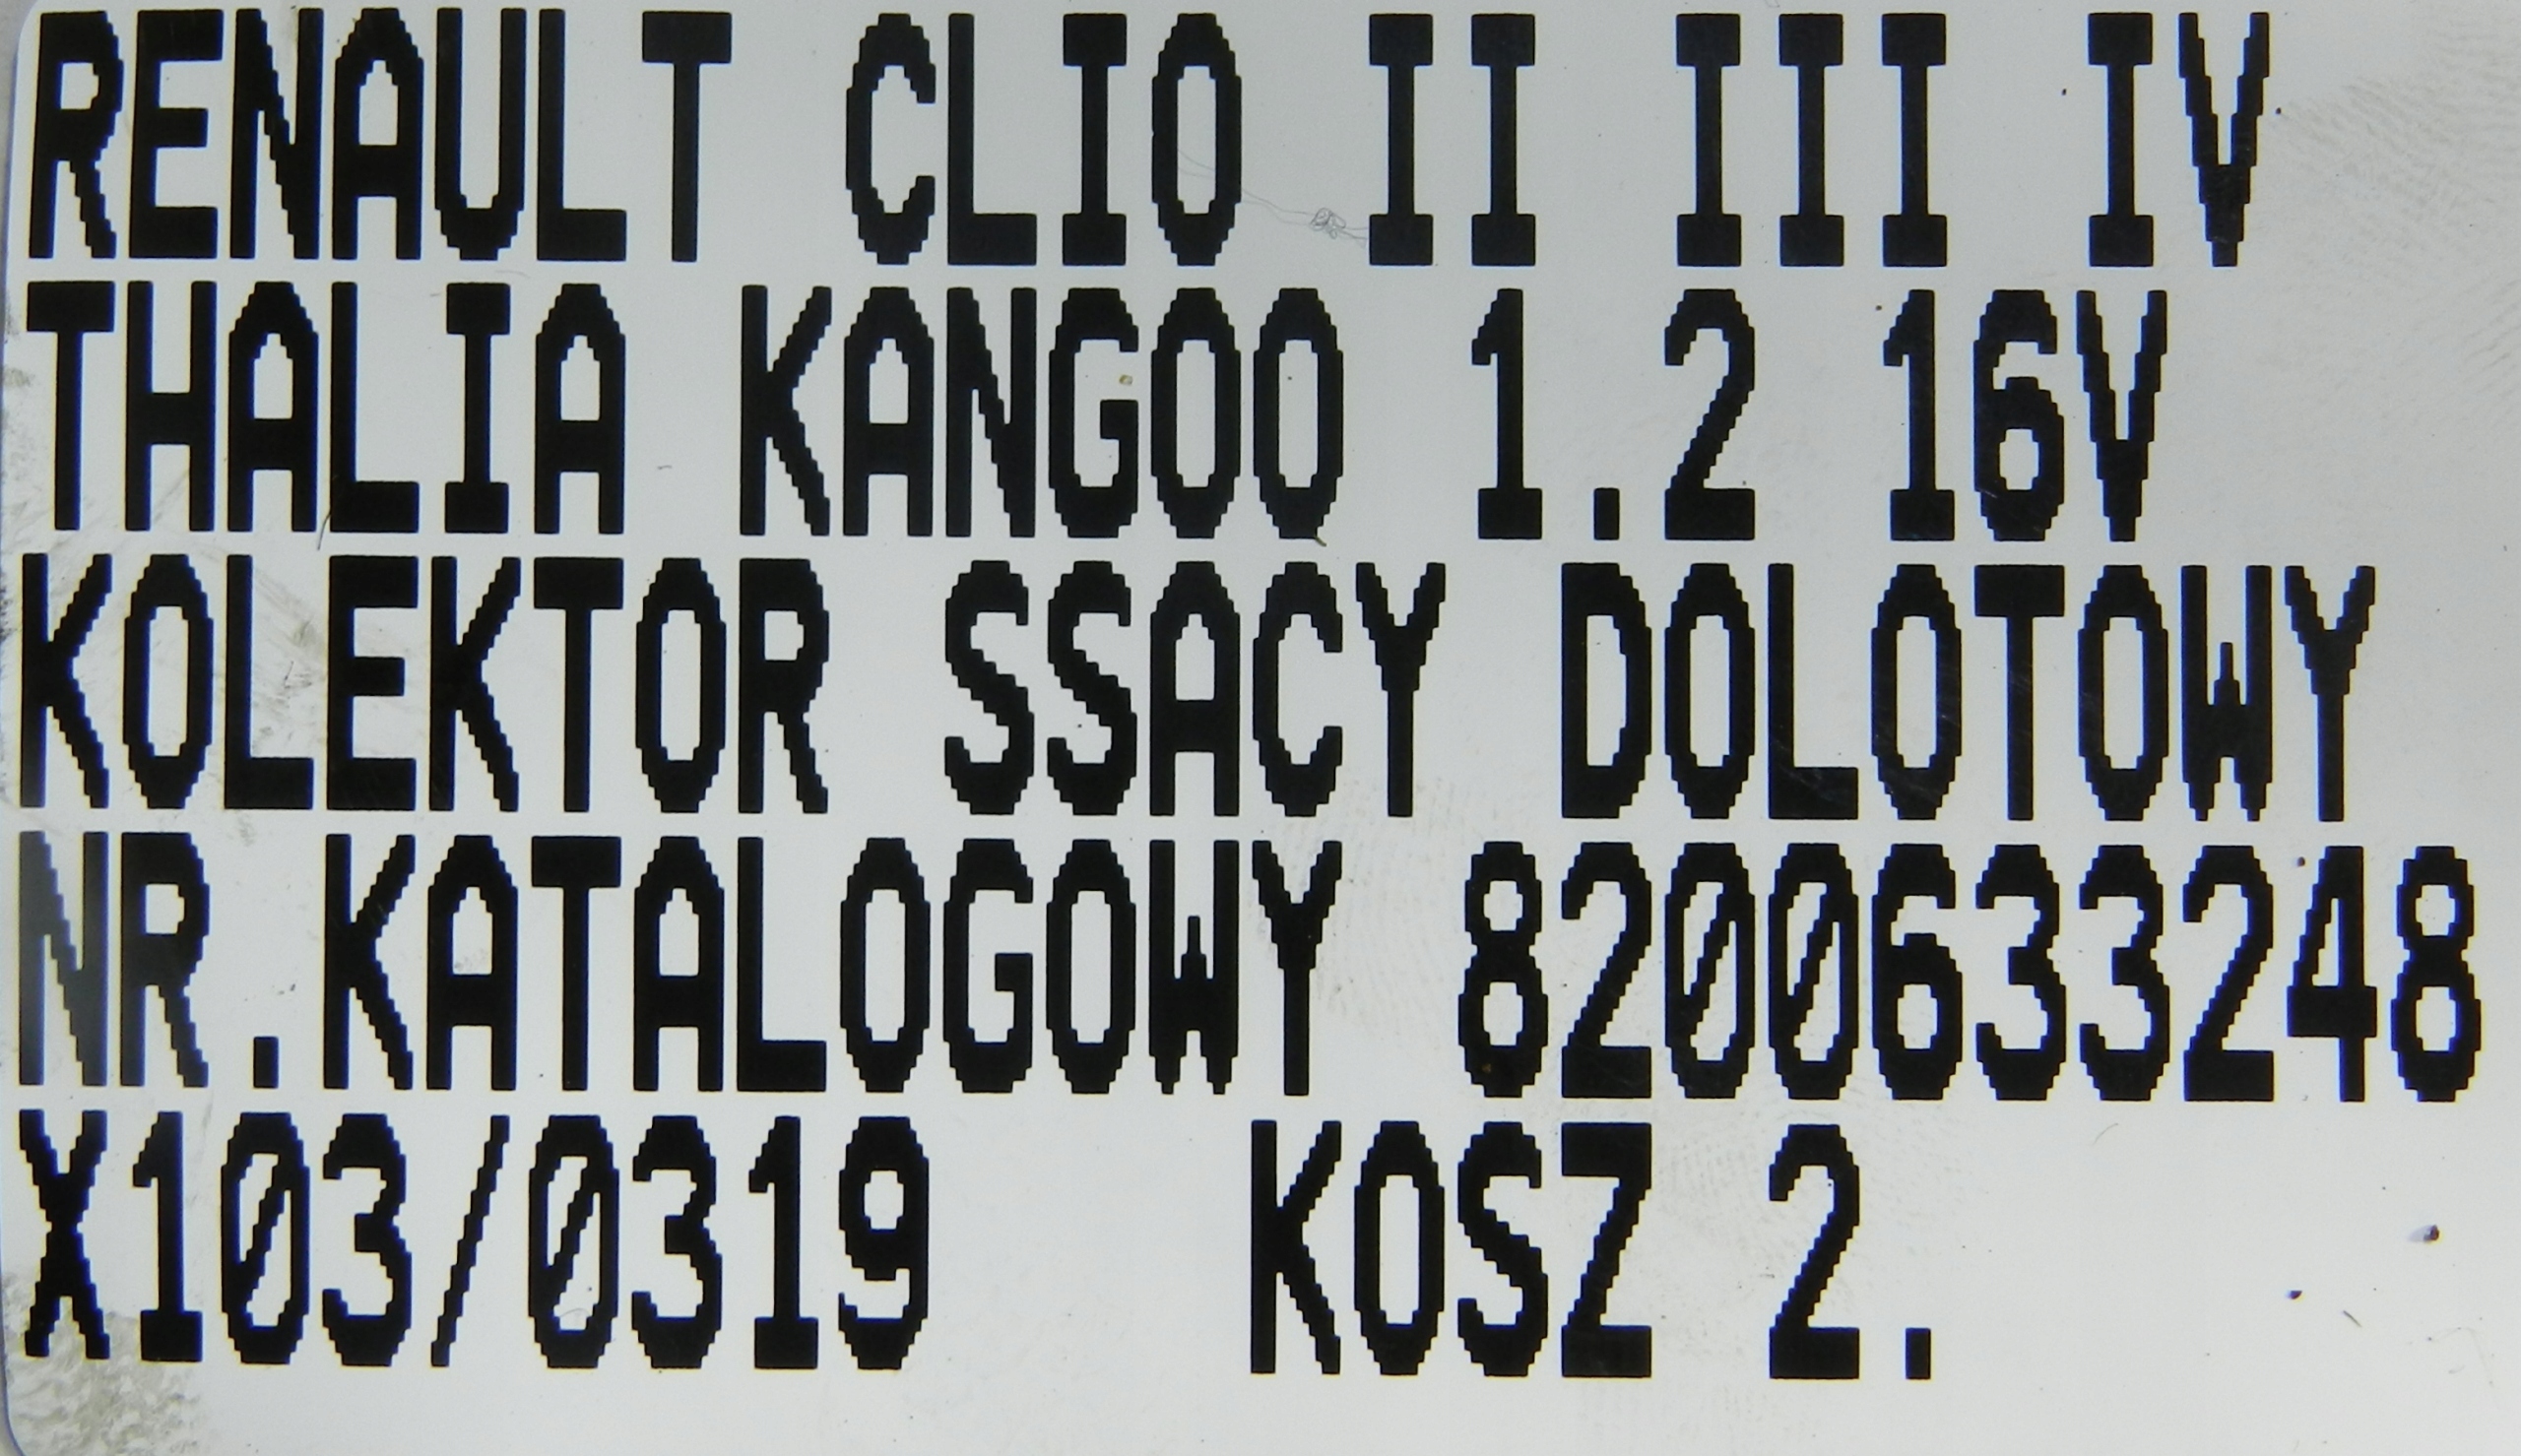 RENAULT CLIO II III IV
THALIA KANGOO 1.2 16V
KOLEKTOR SSACY DOLOTOWY
NR.KATALOGOWY 8200633248
X103/0319 KOSZ 2.